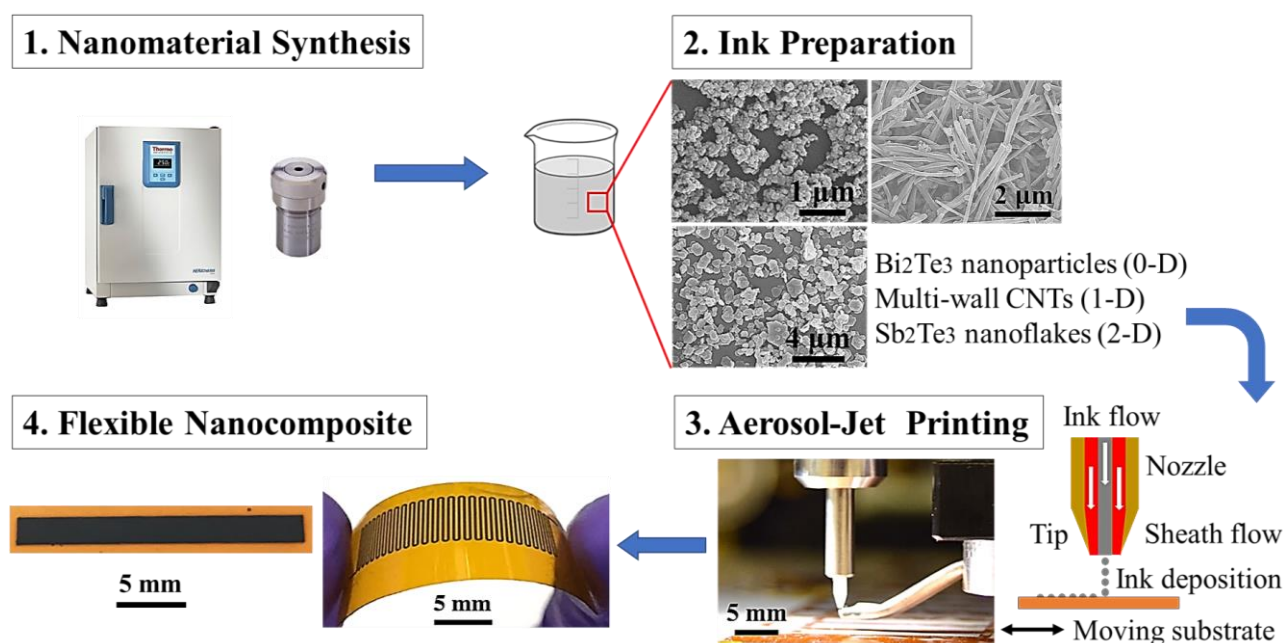 1. Nanomaterial Synthesis
2. Ink Preparation
Thermo
1 μm
2 μm
4 μm
Bi2Te3 nanoparticles (0-D)
Multi-wall CNTs (1-D)
Sb2Te3 nanoflakes (2-D)
4. Flexible Nanocomposite
5 mm
5 mm
3. Aerosol-Jet Printing
5 mm
Ink flow
Nozzle
Tip
Sheath flow
Ink deposition
Moving substrate